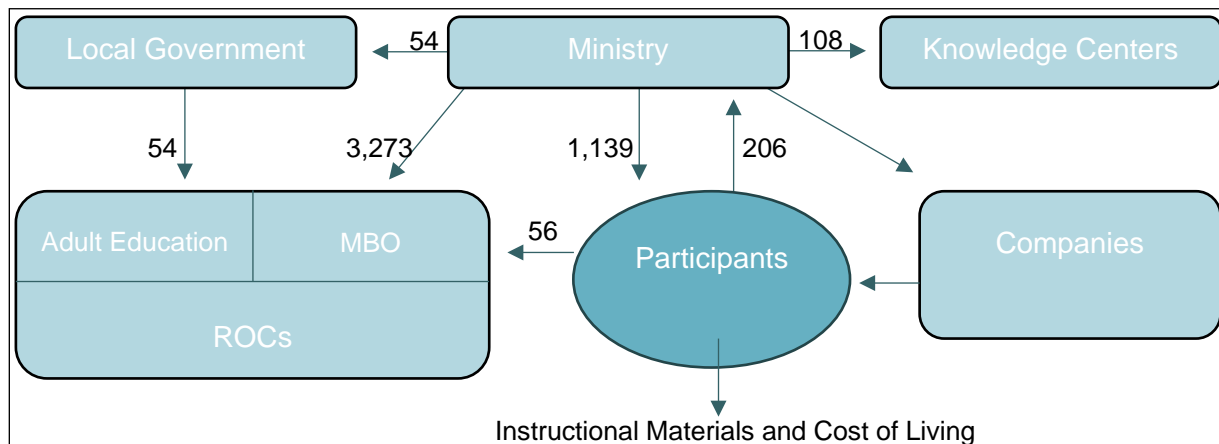 Local Government
54
Ministry
108
Knowledge Centers
54
3,273
1,139
206
Adult Education
MBO
56
Participants
Companies
ROCs
Instructional Materials and Cost of Living